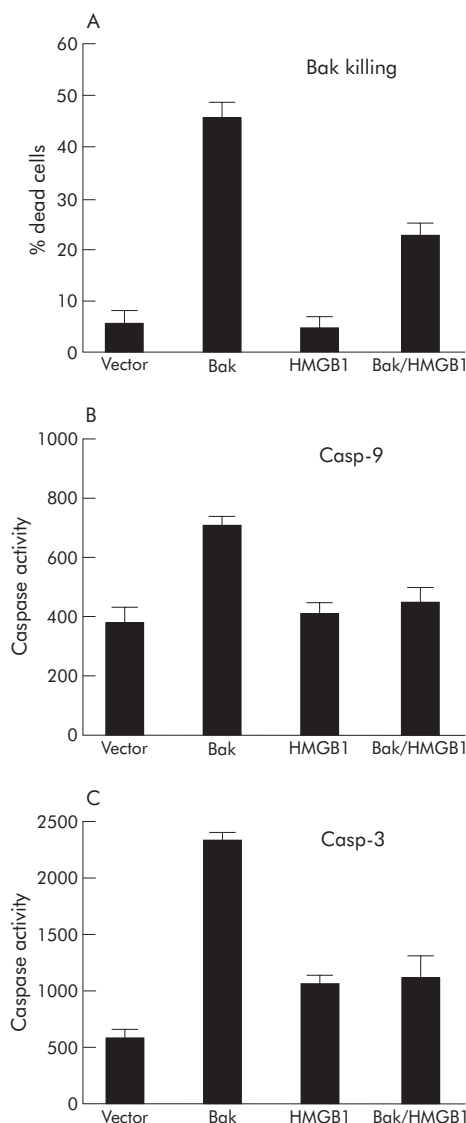 A
Bak killing
% dead cells
60
50
40
30
20
10
0
Vector Bak HMGB1 Bak/HMGB1
B
Casp-9
Caspase activity
1000
800
600
400
200
0
Vector Bak HMGB1 Bak/HMGB1
C
Casp-3
Caspase activity
2500
2000
1500
1000
500
0
Vector Bak HMGB1 Bak/HMGB1